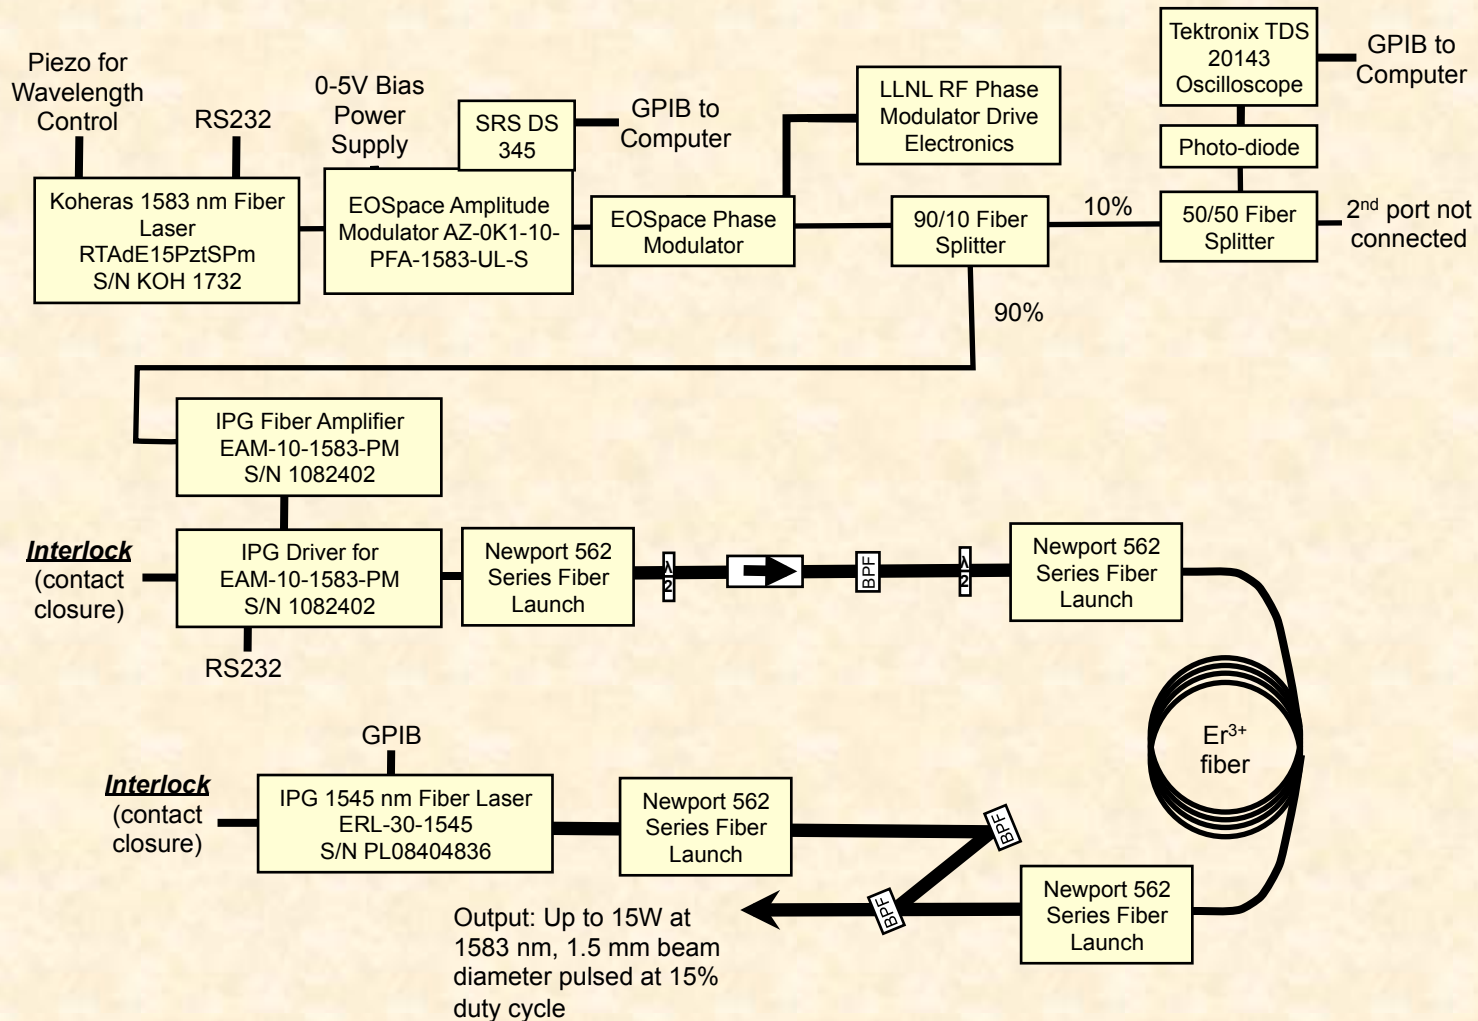 Piezo for
Wavelength
Control
RS232
0-5V Bias
Power
Supply
SRS DS
345
GPIB to
Computer
LLNL RF Phase
Modulator Drive
Electronics
Tektronix TDS
20143
Oscilloscope
GPIB to
Computer
Photo-diode
Koheras 1583 nm Fiber
Laser
RTAdE15PztSPm
S/N KOH 1732
EOSpace Amplitude
Modulator AZ-0K1-10-
PFA-1583-UL-S
EOSpace Phase
Modulator
90/10 Fiber
Splitter
10%
50/50 Fiber
Splitter
2nd port not
connected
90%
IPG Fiber Amplifier
EAM-10-1583-PM
S/N 1082402
Interlock
(contact
closure)
IPG Driver for
EAM-10-1583-PM
S/N 1082402
RS232
Newport 562
Series Fiber
Launch
λ
2
BPF
λ
2
Newport 562
Series Fiber
Launch
Er3+
fiber
GPIB
Interlock
(contact
closure)
IPG 1545 nm Fiber Laser
ERL-30-1545
S/N PL08404836
Newport 562
Series Fiber
Launch
BPF
BPF
Newport 562
Series Fiber
Launch
Output: Up to 15W at
1583 nm, 1.5 mm beam
diameter pulsed at 15%
duty cycle